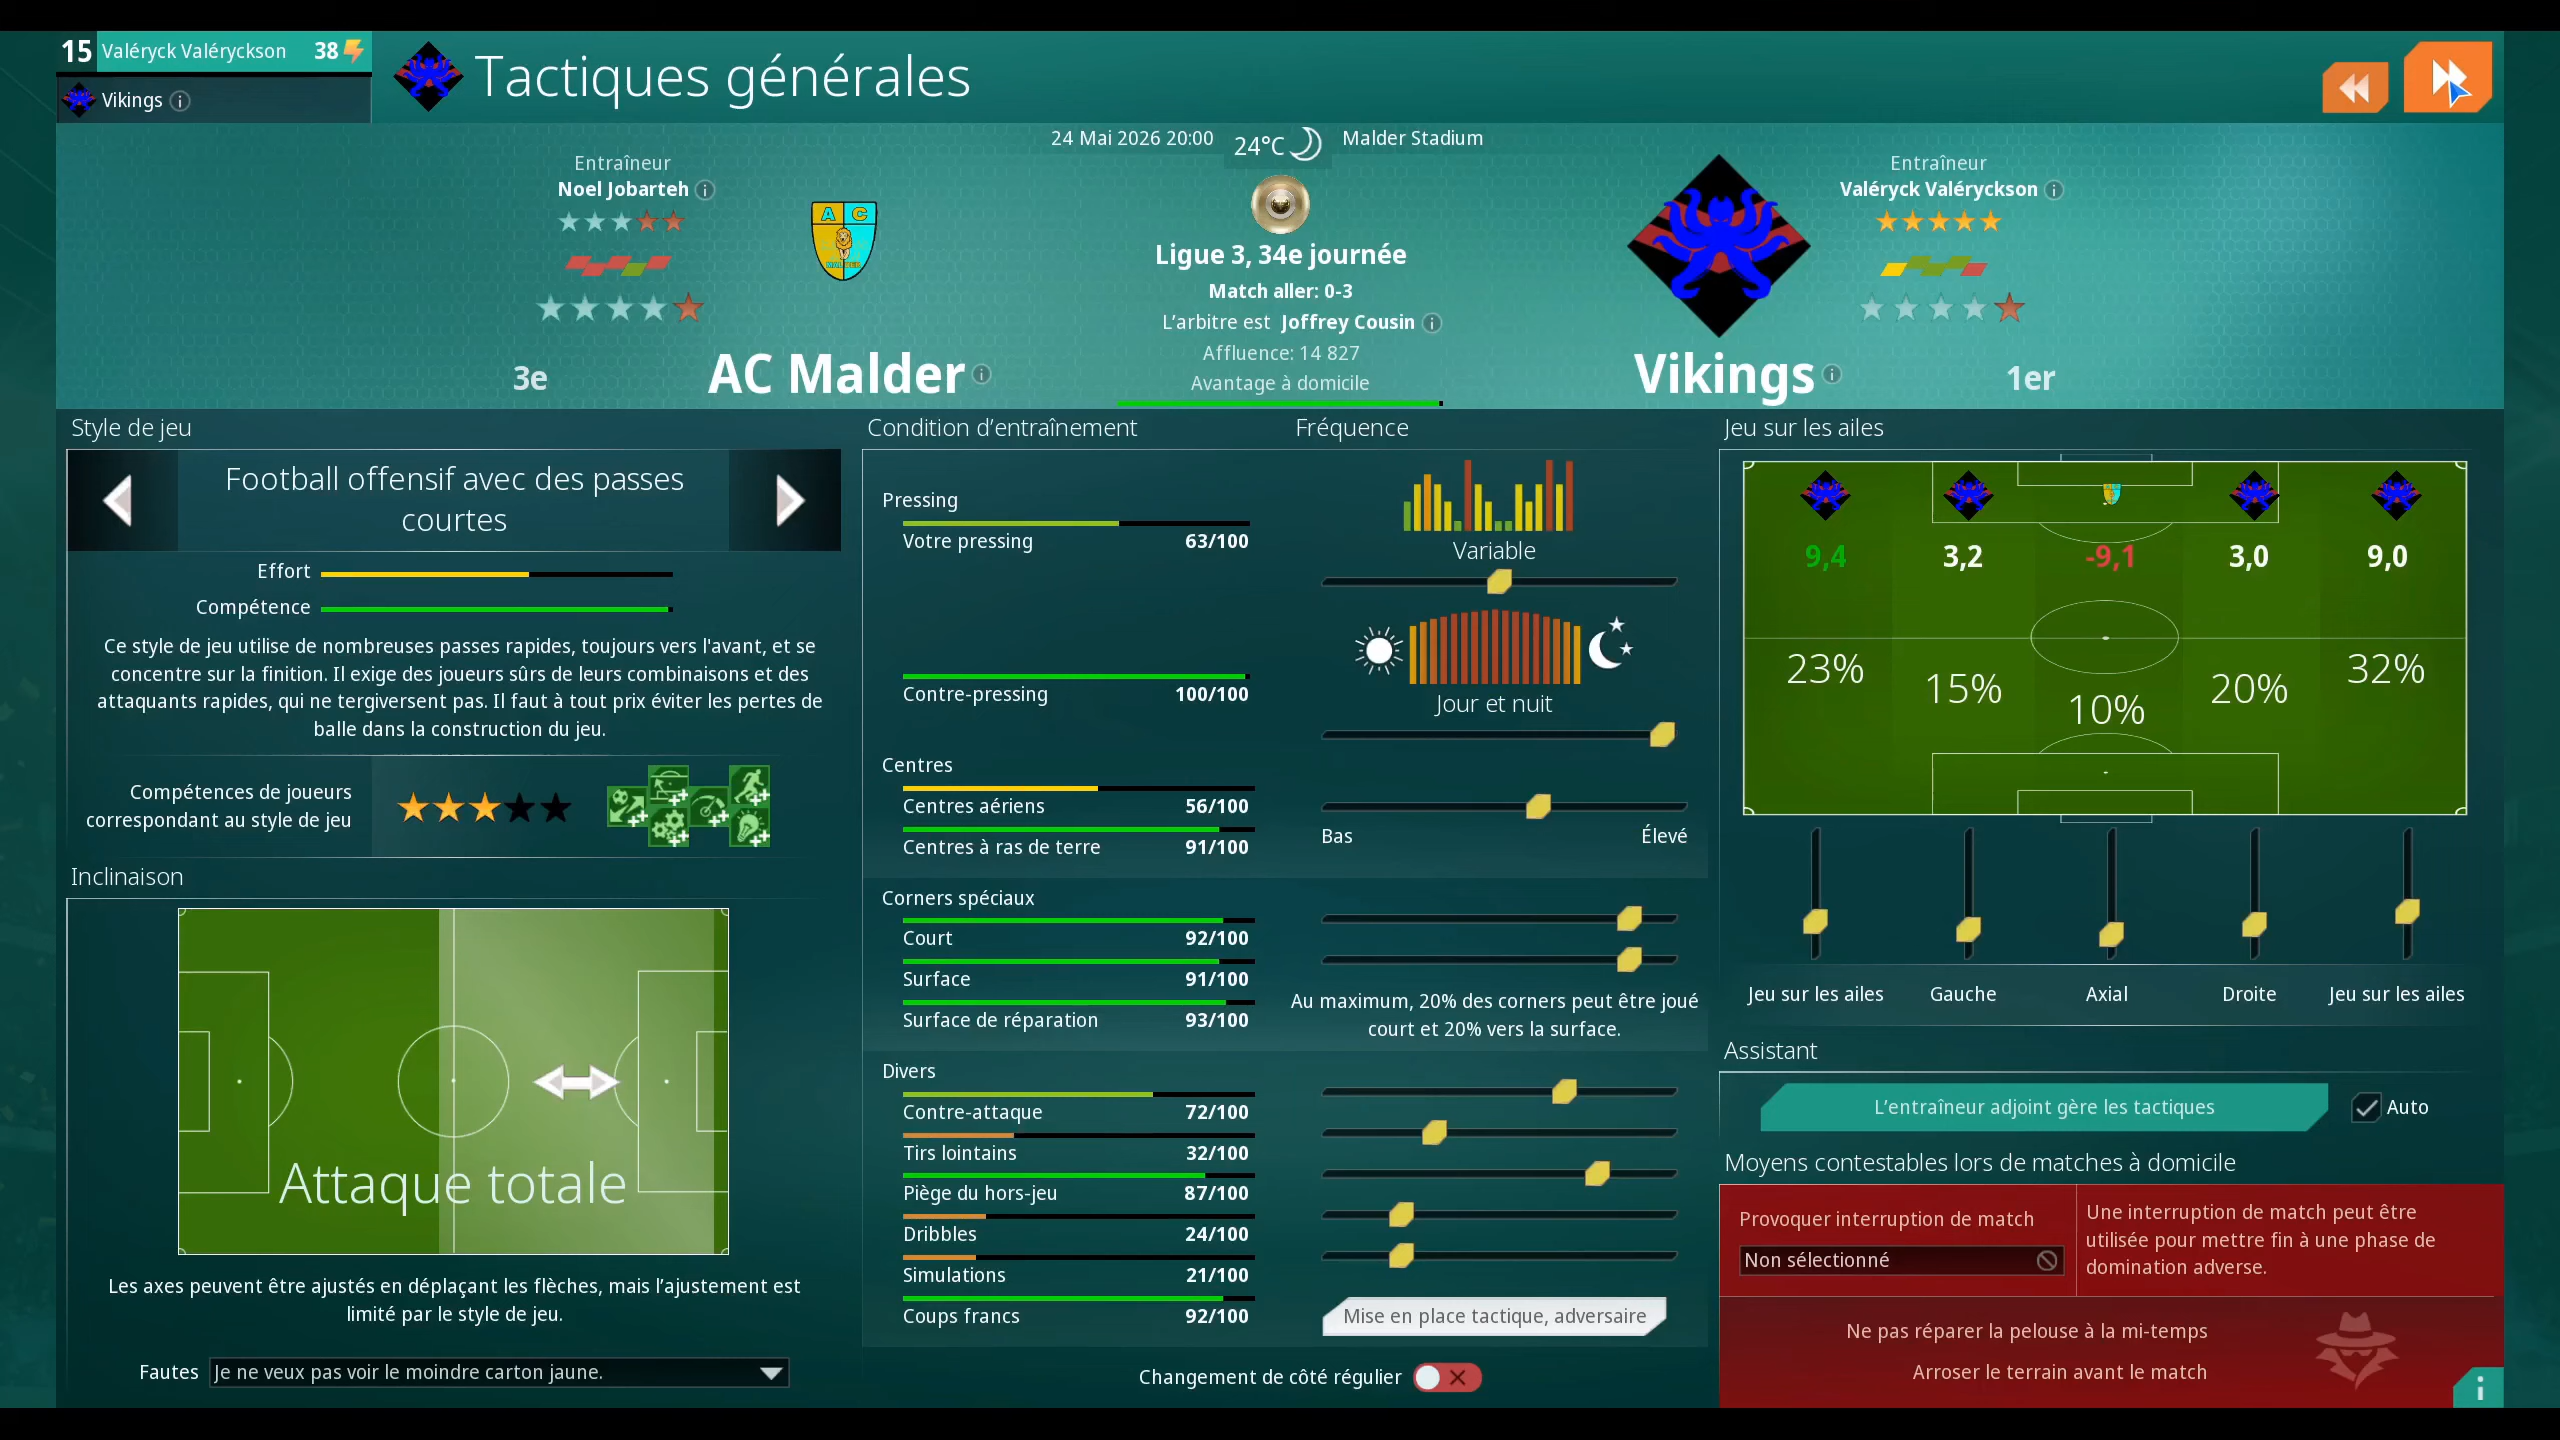 15 Valéryck Valéryckson 38
Vikings
Tactiques générales
24 Mai 2026 20:00 24°C Malder Stadium
Entraîneur
Noel Jobarteh
A C
Ligue 3, 34e journée
Match aller: 0-3
L'arbitre est Joffrey Cousin
Affluence: 14 827
Avantage à domicile
3e AC Malder
Entraîneur
Valéryck Valéryckson
Vikings 1er
Style de jeu
Football offensif avec des passes
courtes
Effort
Compétence
Ce style de jeu utilise de nombreuses passes rapides, toujours vers l'avant, et se
concentre sur la finition. Il exige des joueurs sûrs de leurs combinaisons et des
attaquants rapides, qui ne tergiversent pas. Il faut à tout prix éviter les pertes de
balle dans la construction du jeu.
Compétences de joueurs
correspondant au style de jeu
Inclinaison
Attaque totale
Les axes peuvent être ajustés en déplaçant les flèches, mais l'ajustement est
limité par le style de jeu.
Fautes Je ne veux pas voir le moindre carton jaune.
Condition d'entraînement Fréquence
Pressing
Votre pressing 63/100
Variable
Contre-pressing 100/100
Jour et nuit
Centres
Centres aériens 56/100
Bas Élevé
Centres à ras de terre 91/100
Corners spéciaux
Court 92/100
Surface 91/100
Surface de réparation 93/100
Au maximum, 20% des corners peut être joué
court et 20% vers la surface.
Divers
Contre-attaque 72/100
Tirs lointains 32/100
Piège du hors-jeu 87/100
Dribbles 24/100
Simulations 21/100
Coups francs 92/100
Mise en place tactique, adversaire
Changement de côté régulier
Jeu sur les ailes
9,4 3,2 -9,1 3,0 9,0
23% 15% 10% 20% 32%
Jeu sur les ailes Gauche Axial Droite Jeu sur les ailes
Assistant
L'entraîneur adjoint gère les tactiques Auto
Moyens contestables lors de matches à domicile
Provoquer interruption de match
Non sélectionné
Une interruption de match peut être
utilisée pour mettre fin à une phase de
domination adverse.
Ne pas réparer la pelouse à la mi-temps
Arroser le terrain avant le match